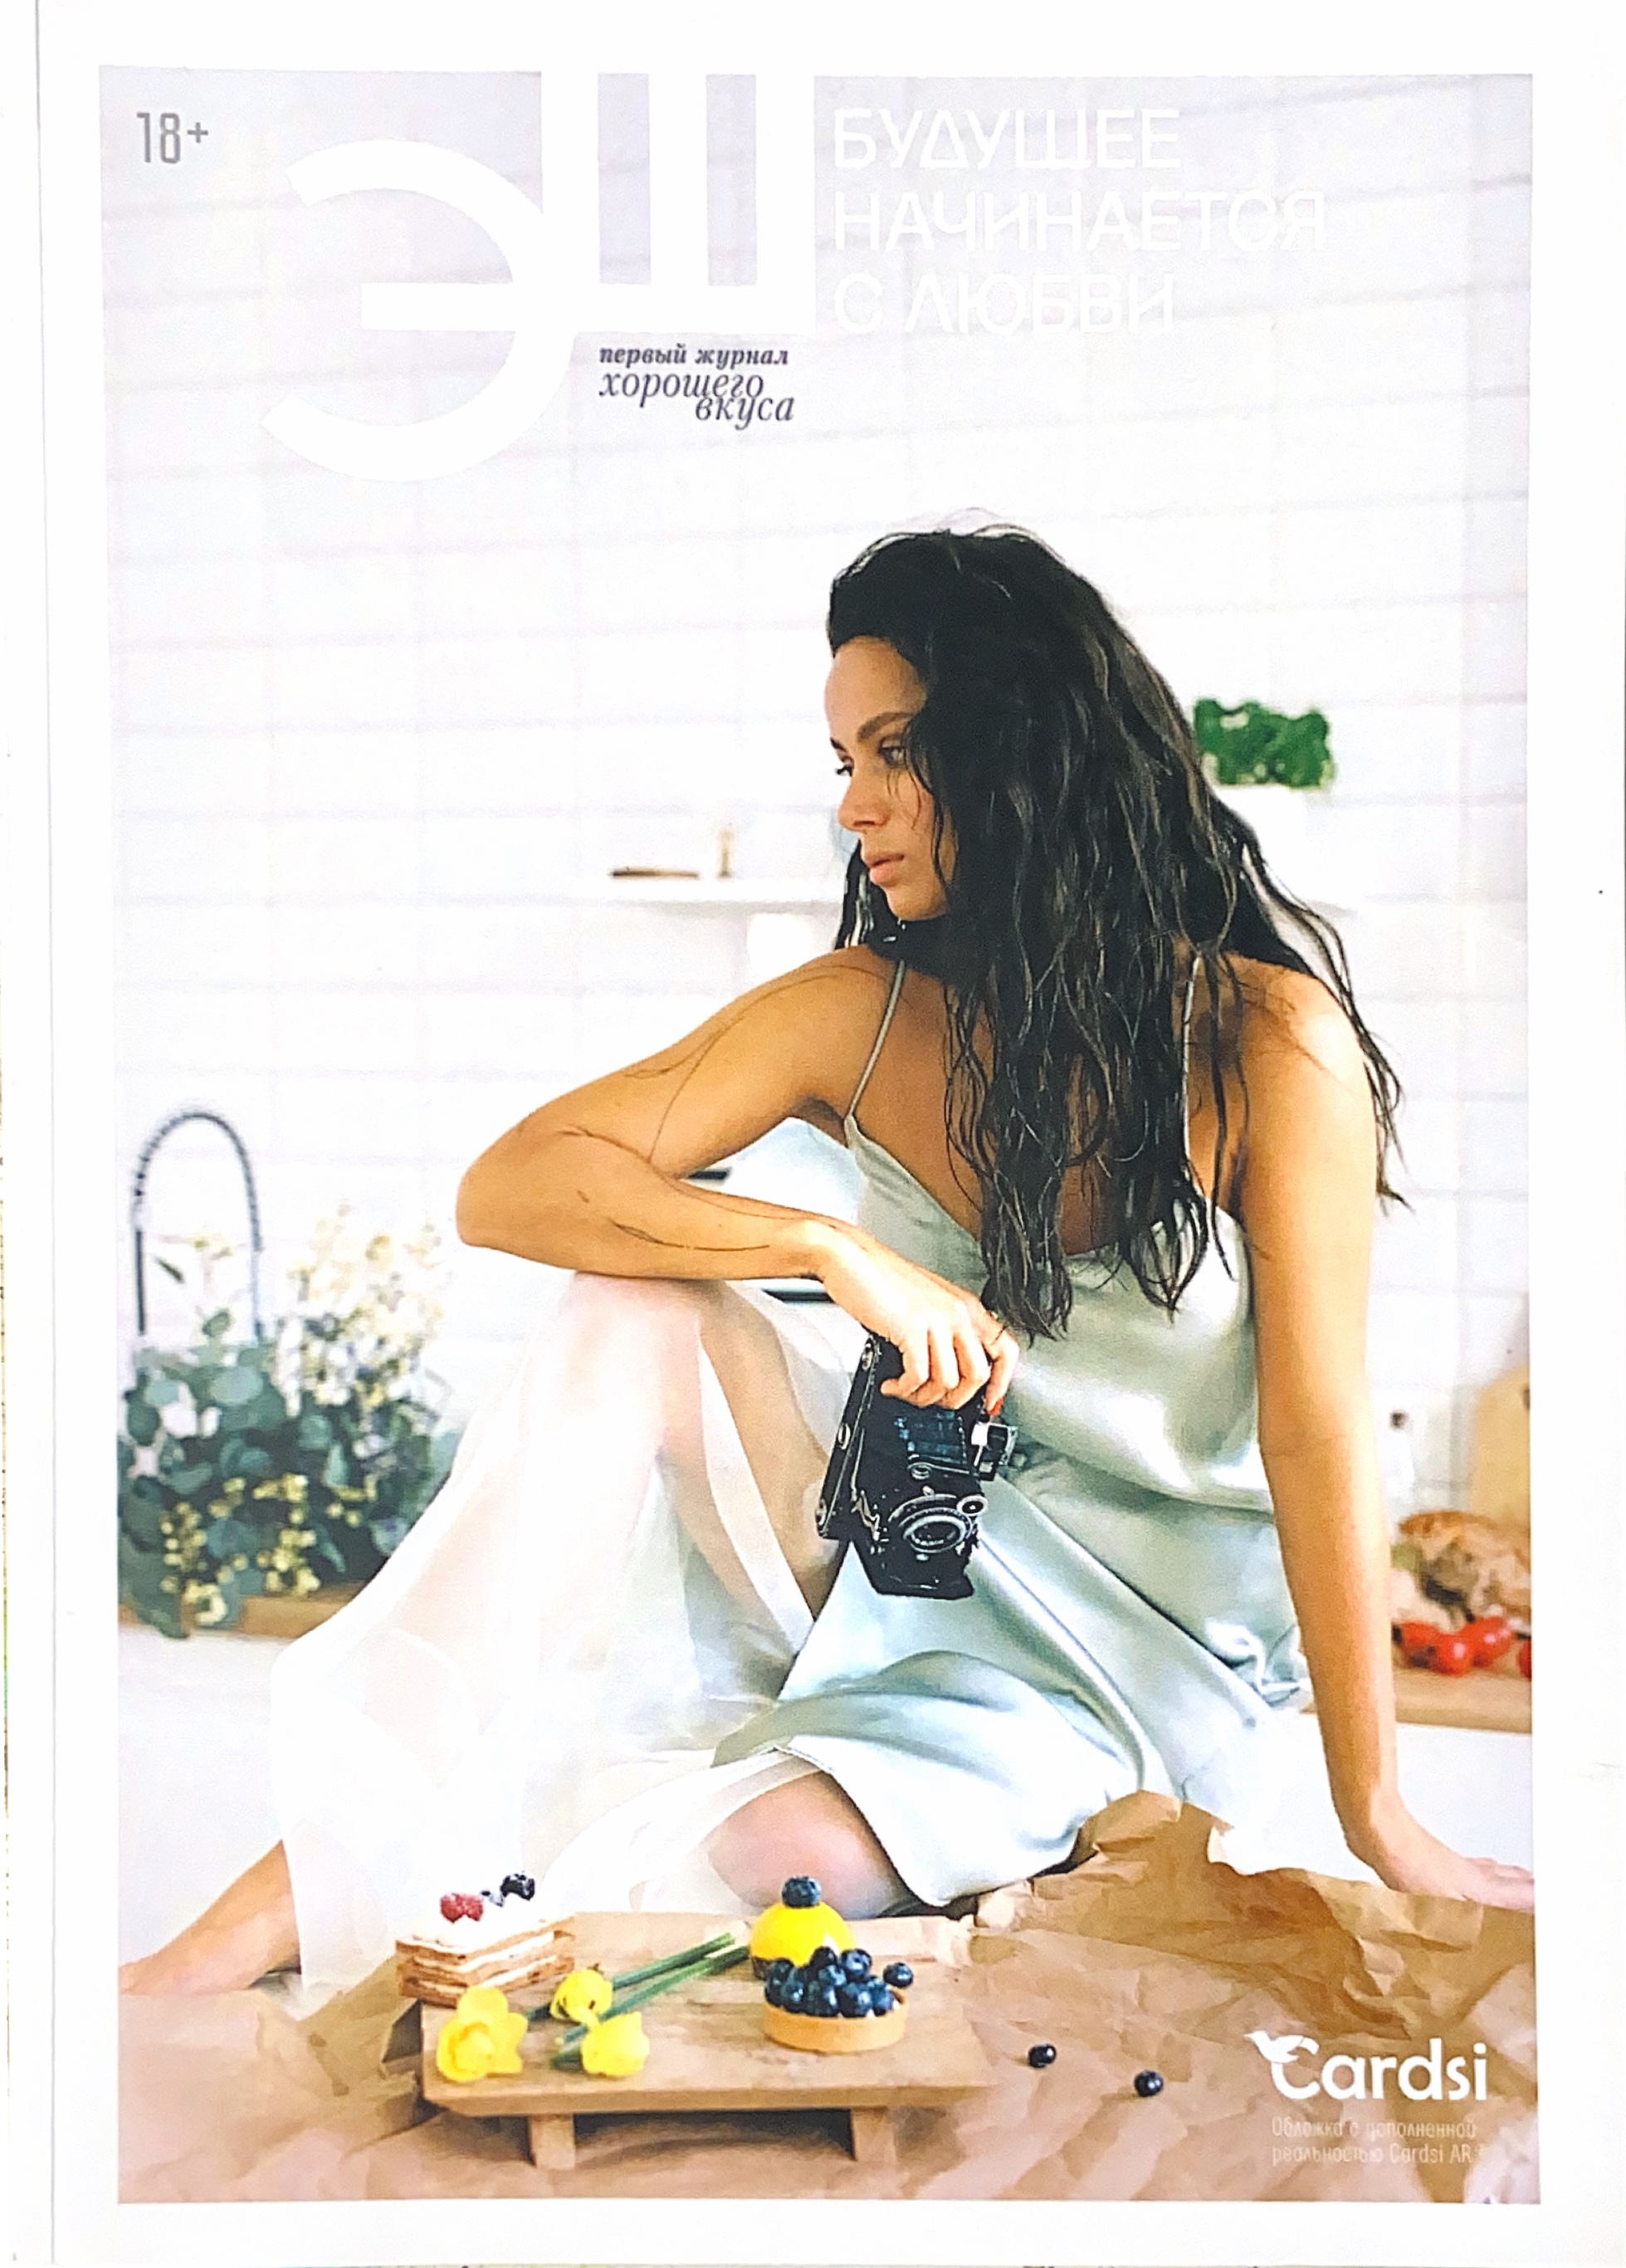 18+
ЭШ
БУДУЩЕЕ
НАЧИНАЕТСЯ
С ЛЮБВИ
первый журнал
хорошего
вкуса
Cardsi
Обложка с дополненной
реальностью Cardsi AR